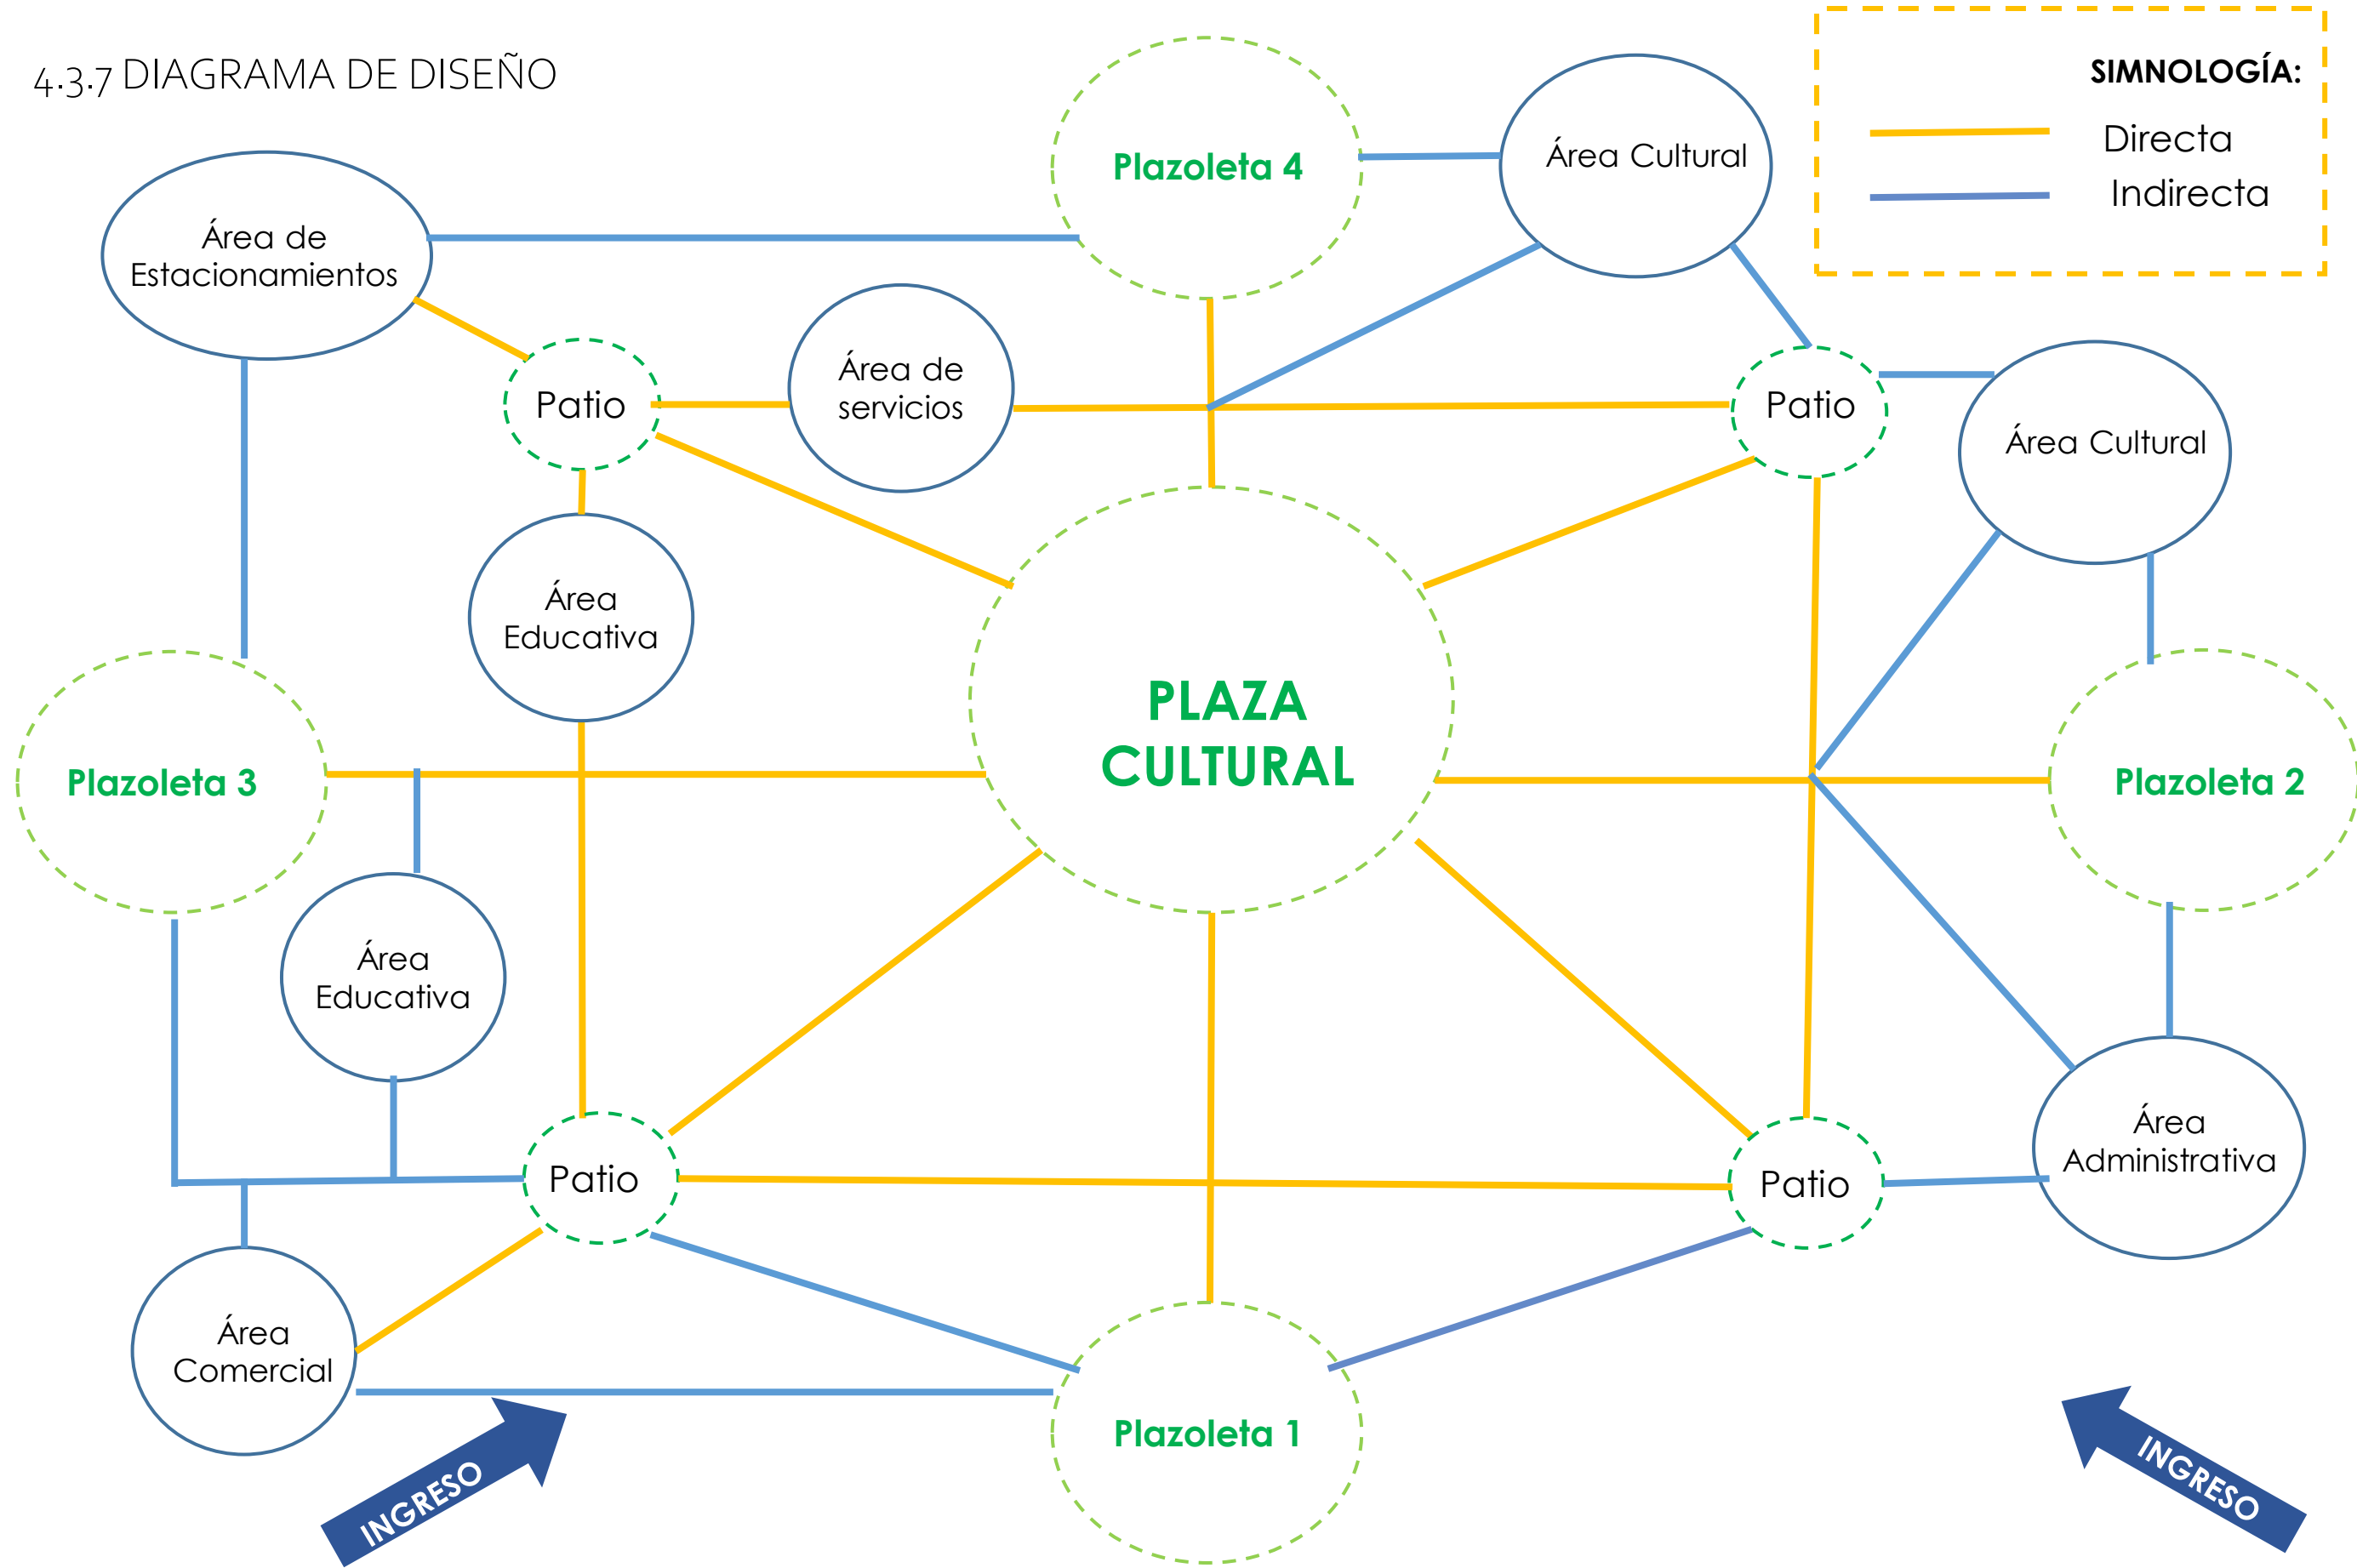 4.3.7 DIAGRAMA DE DISEÑO
SIMNOLOGÍA:
Directa
Indirecta
Plazoleta 4
Área Cultural
Área de
Estacionamientos
Patio
Área de
servicios
Patio
Área Cultural
Área
Educativa
PLAZA
CULTURAL
Plazoleta 3
Plazoleta 2
Área
Educativa
Patio
Patio
Área
Administrativa
Área
Comercial
Plazoleta 1
INGRESO
INGRESO